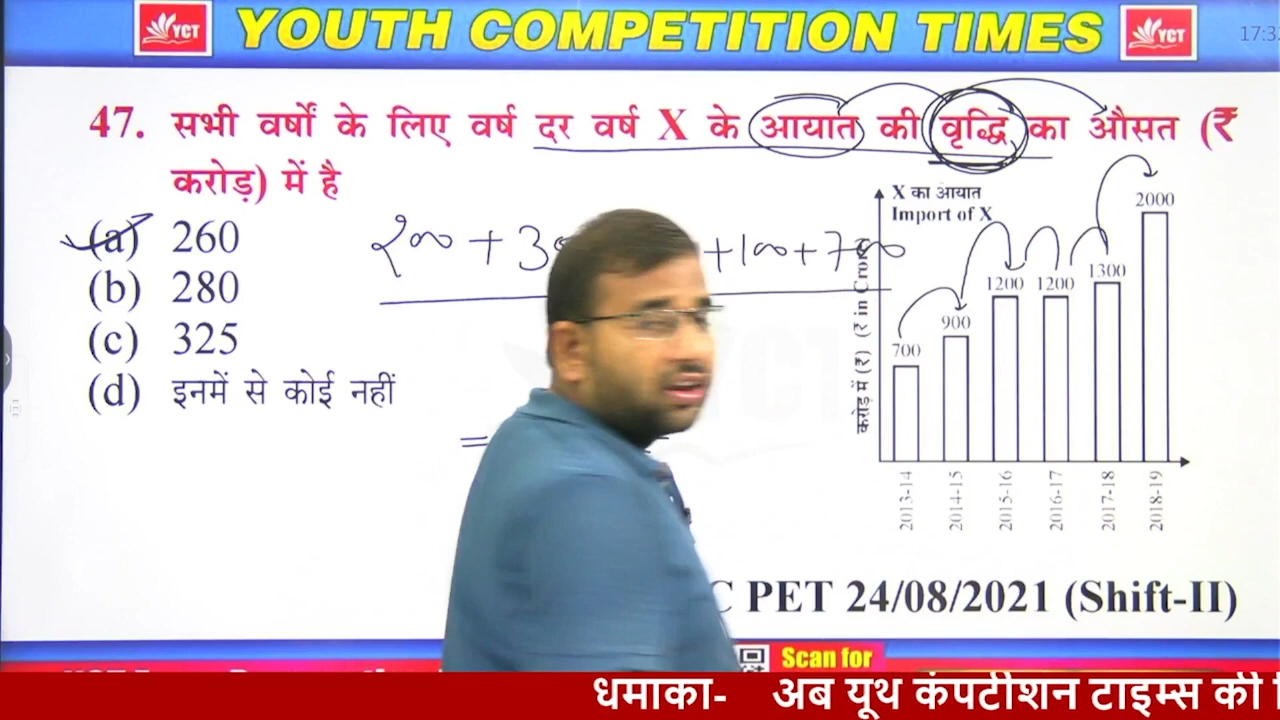 YCT
YOUTH COMPETITION TIMES
YCT
17:3
47. सभी वर्षों के लिए वर्ष दर वर्ष X के आयात की वृद्धि का औसत (₹
करोड़) में है
(a) 260
(b) 280
(c) 325
(d) इनमें से कोई नहीं
200 + 3
+100+700
=
X का आयात
Import of X
करोड़ में (₹) (₹ in Crore)
700
900
1200
1200
1300
2000
2013-14
2014-15
2015-16
2016-17
2017-18
2018-19
C PET 24/08/2021 (Shift-II)
Scan for
धमाका- अब यूथ कंपटीशन टाइम्स की